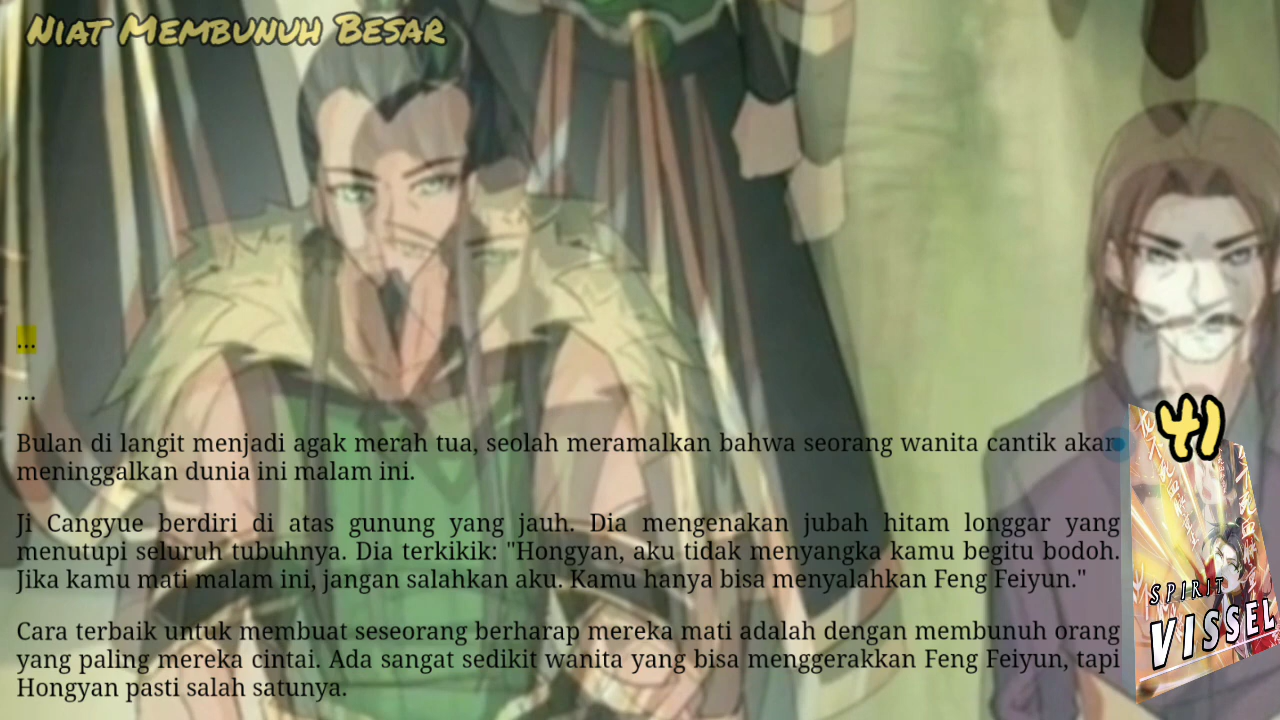 Niat Membunuh Besar
...
...
Bulan di langit menjadi agak merah tua, seolah meramalkan bahwa seorang wanita cantik akan
meninggalkan dunia ini malam ini.
Ji Cangyue berdiri di atas gunung yang jauh. Dia mengenakan jubah hitam longgar yang
menutupi seluruh tubuhnya. Dia terkikik: "Hongyan, aku tidak menyangka kamu begitu bodoh.
Jika kamu mati malam ini, jangan salahkan aku. Kamu hanya bisa menyalahkan Feng Feiyun."
Cara terbaik untuk membuat seseorang berharap mereka mati adalah dengan membunuh orang
yang paling mereka cintai. Ada sangat sedikit wanita yang bisa menggerakkan Feng Feiyun, tapi
Hongyan pasti salah satunya.
41
SPIRIT
VISSEL